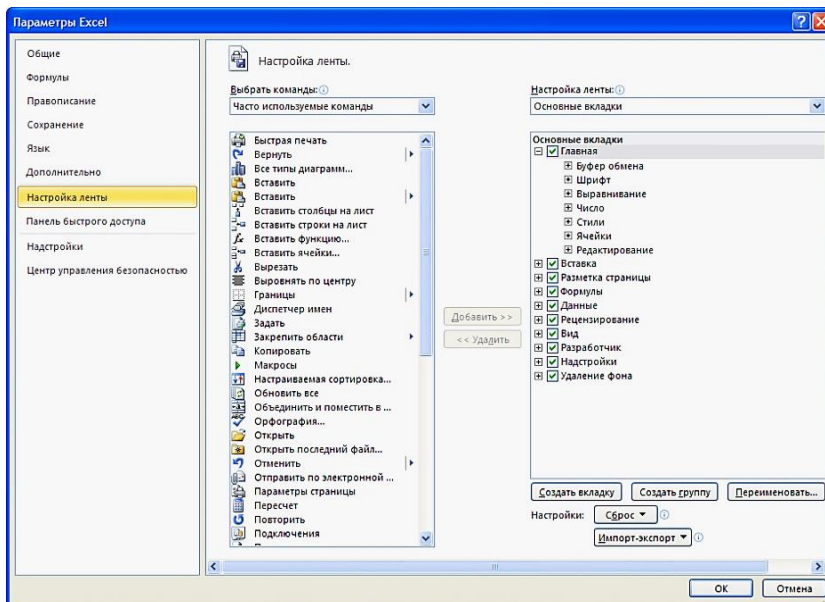 Параметры Excel
Общие
Формулы
Правописание
Сохранение
Язык
Дополнительно
Настройка ленты
Панель быстрого доступа
Надстройки
Центр управления безопасностью
Настройка ленты.
Выбрать команды:
Часто используемые команды
Быстрая печать
Вернуть
Все типы диаграмм...
Вставить
Вставить
Вставить столбцы на лист
Вставить строки на лист
Вставить функцию...
Вставить ячейки...
Вырезать
Выровнять по центру
Границы
Диспетчер имен
Задать
Закрепить области
Копировать
Макросы
Настраиваемая сортировка...
Обновить все
Объединить и поместить в ...
Орфография...
Открыть
Открыть последний файл...
Отменить
Отправить по электронной ...
Параметры страницы
Пересчет
Повторить
Подключения
Добавить >>
<< Удалить
Настройка ленты:
Основные вкладки
Основные вкладки
Главная
Буфер обмена
Шрифт
Выравнивание
Число
Стили
Ячейки
Редактирование
Вставка
Разметка страницы
Формулы
Данные
Рецензирование
Вид
Разработчик
Надстройки
Удаление фона
Создать вкладку
Создать группу
Переименовать...
Настройки:
Сброс
Импорт-экспорт
ОК
Отмена